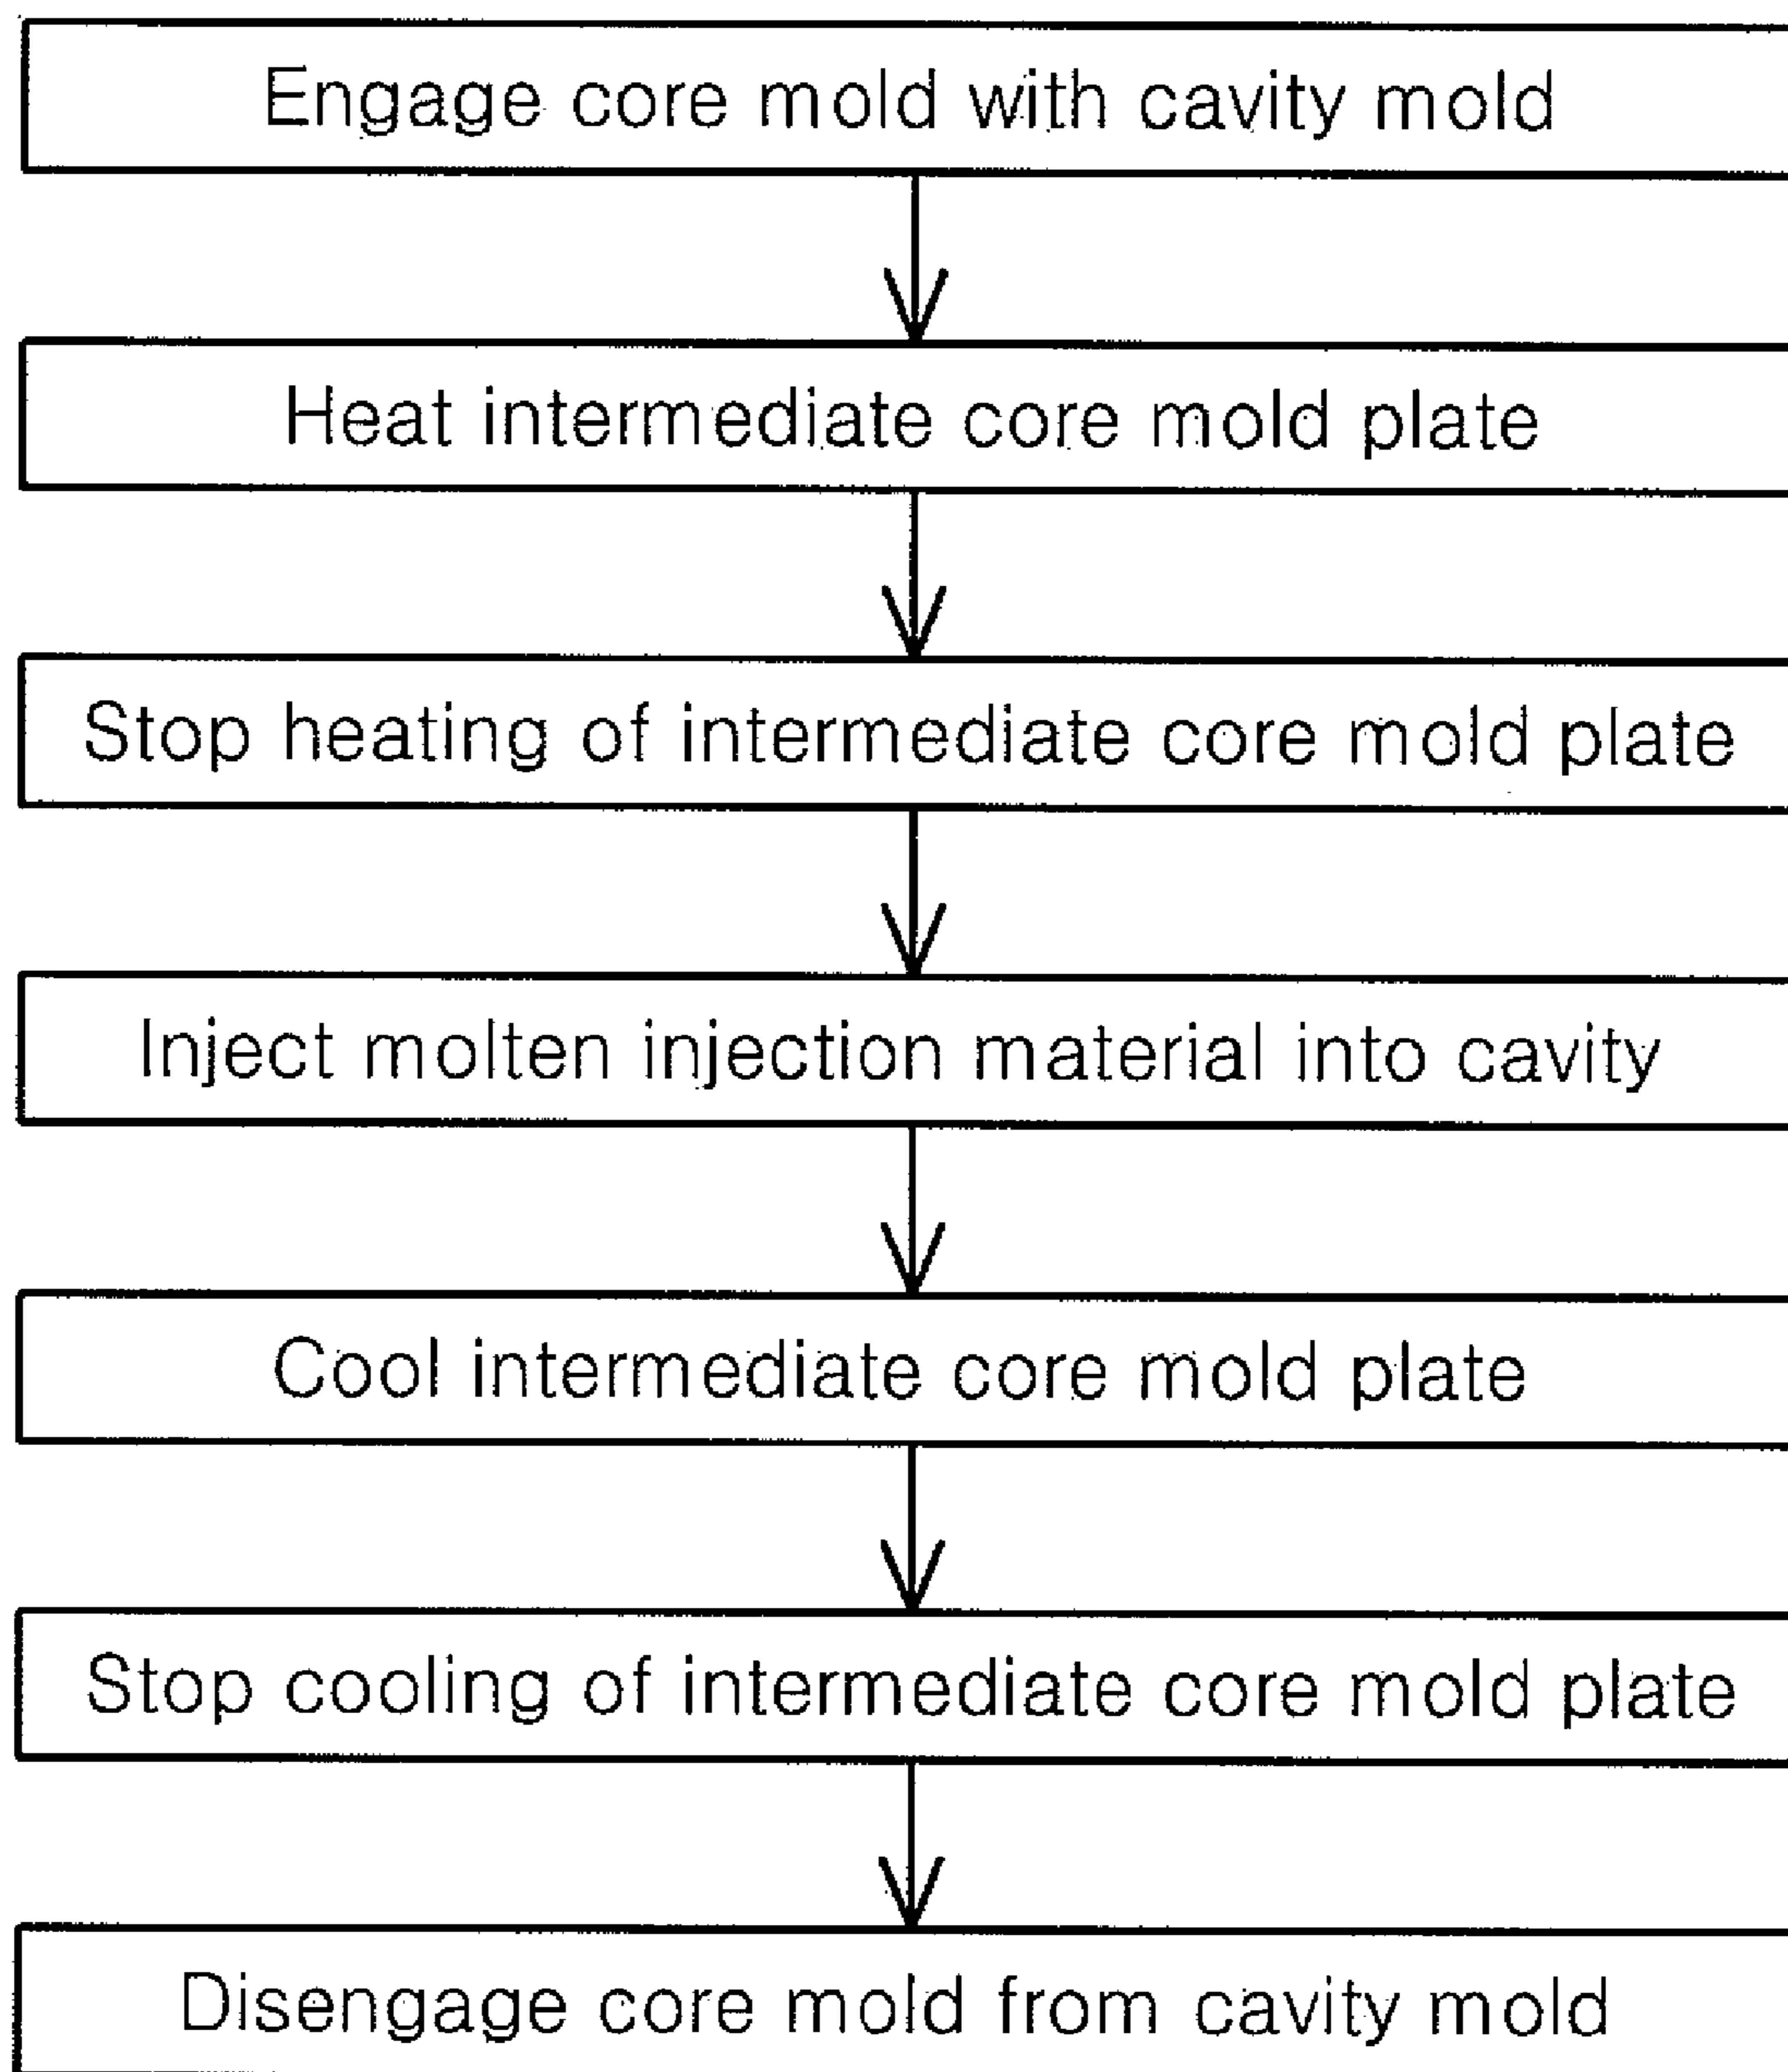 Engage core mold with cavity mold
Heat intermediate core mold plate
Stop heating of intermediate core mold plate
Inject molten injection material into cavity
Cool intermediate core mold plate
Stop cooling of intermediate core mold plate
Disengage core mold from cavity mold